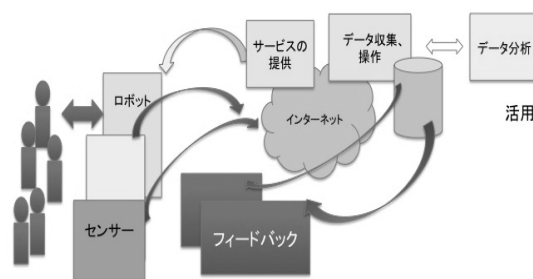 サービスの
提供
データ収集、
操作
データ分析
ロボット
インターネット
活用
センサー
フィードバック